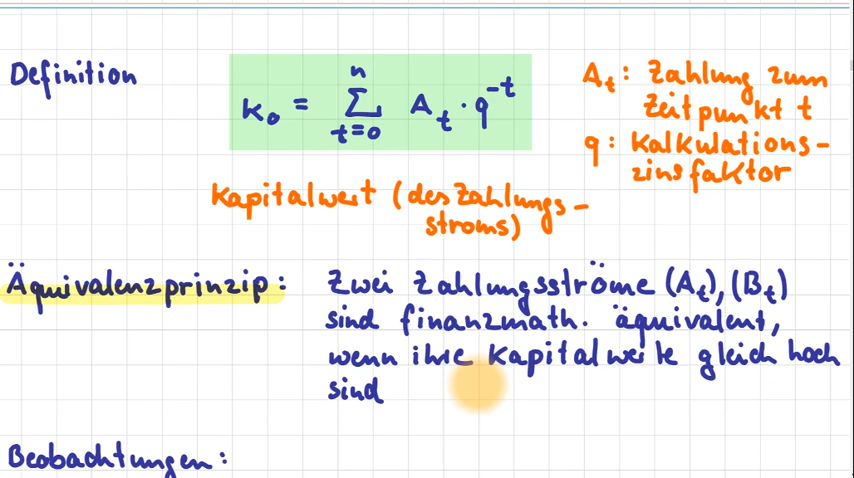 Definition
K₀ = ∑ A_t · q^-t
n
t=0
A_t: Zahlung zum
Zeitpunkt t
q: Kalkulations-
zinsfaktor
Kapitalwert (des Zahlungs-
stroms)
Äquivalenzprinzip: Zwei Zahlungsströme (A_t), (B_t)
sind finanzmath. äquivalent,
wenn ihre Kapitalwerte gleich hoch
sind
Beobachtungen: